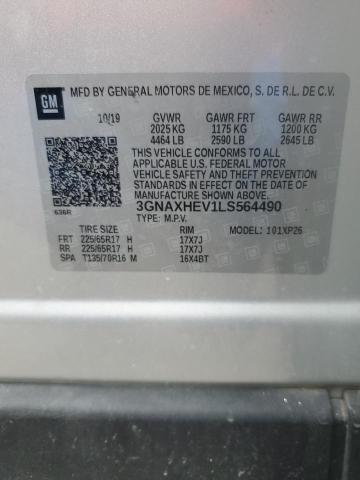 GM
MFD BY GENERAL MOTORS DE MEXICO, S. DE R.L. DE C.V.
10/19 GVWR GAWR FRT GAWR RR
2025 KG 1175 KG 1200 KG
4464 LB 2590 LB 2645 LB
THIS VEHICLE CONFORMS TO ALL
APPLICABLE U.S. FEDERAL MOTOR
VEHICLE SAFETY AND THEFT
PREVENTION STANDARDS IN EFFECT ON THE DATE
OF MANUFACTURE SHOWN ABOVE.
3GNAXHEV1LS564490
636R
TYPE: M.P.V. MODEL: 101XP26
TIRE SIZE RIM
FRT 225/65R17 H 17X7J
RR 225/65R17 H 17X7J
SPA T135/70R16 M 16X4BT